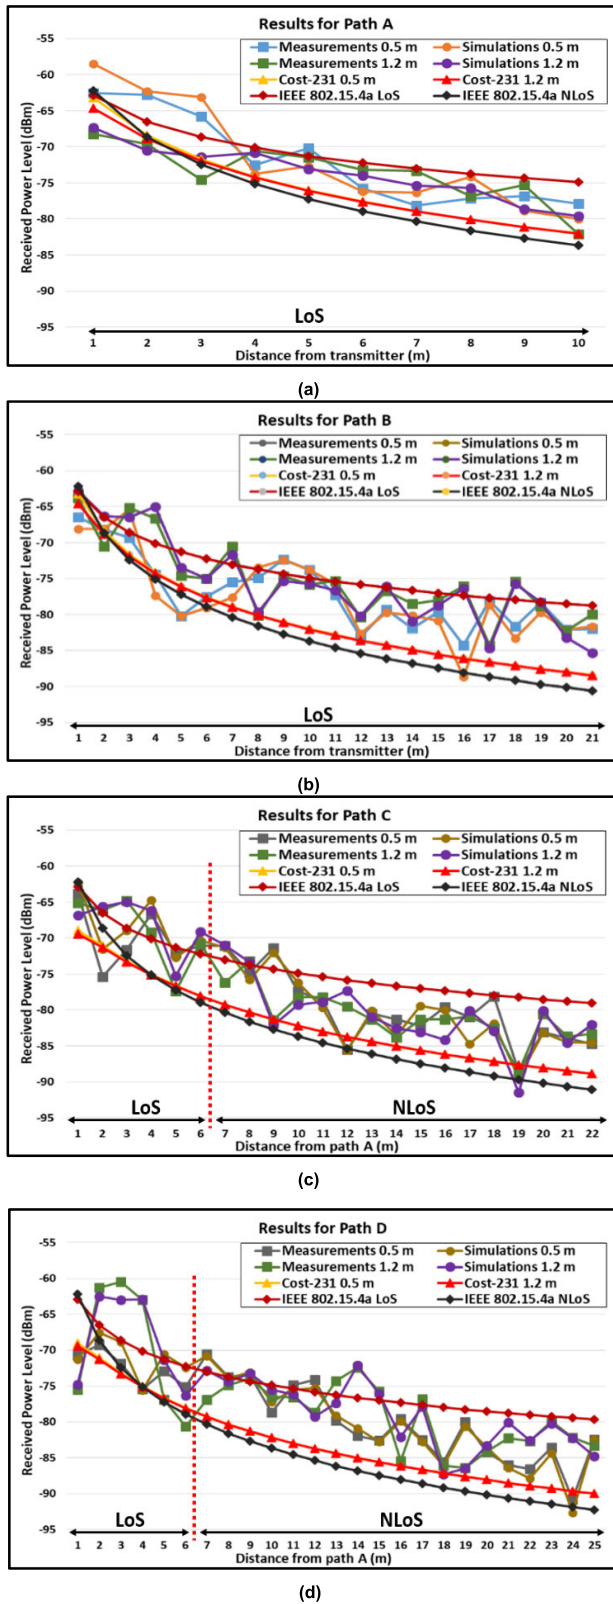 Results for Path A
Measurements 0.5 m
Simulations 0.5 m
Measurements 1.2 m
Simulations 1.2 m
Cost-231 0.5 m
Cost-231 1.2 m
IEEE 802.15.4a LoS
IEEE 802.15.4a NLoS
Received Power Level (dBm)
-55
-60
-65
-70
-75
-80
-85
-90
-95
LoS
1 2 3 4 5 6 7 8 9 10
Distance from transmitter (m)
(a)
Results for Path B
Measurements 0.5 m
Simulations 0.5 m
Measurements 1.2 m
Simulations 1.2 m
Cost-231 0.5 m
Cost-231 1.2 m
IEEE 802.15.4a LoS
IEEE 802.15.4a NLoS
Received Power Level (dBm)
-55
-60
-65
-70
-75
-80
-85
-90
-95
LoS
1 2 3 4 5 6 7 8 9 10 11 12 13 14 15 16 17 18 19 20 21
Distance from transmitter (m)
(b)
Results for Path C
Measurements 0.5 m
Simulations 0.5 m
Measurements 1.2 m
Simulations 1.2 m
Cost-231 0.5 m
Cost-231 1.2 m
IEEE 802.15.4a LoS
IEEE 802.15.4a NLoS
Received Power Level (dBm)
-55
-60
-65
-70
-75
-80
-85
-90
-95
LoS
NLoS
1 2 3 4 5 6 7 8 9 10 11 12 13 14 15 16 17 18 19 20 21 22
Distance from path A (m)
(c)
Results for Path D
Measurements 0.5 m
Simulations 0.5 m
Measurements 1.2 m
Simulations 1.2 m
Cost-231 0.5 m
Cost-231 1.2 m
IEEE 802.15.4a LoS
IEEE 802.15.4a NLoS
Received Power Level (dBm)
-55
-60
-65
-70
-75
-80
-85
-90
-95
LoS
NLoS
1 2 3 4 5 6 7 8 9 10 11 12 13 14 15 16 17 18 19 20 21 22 23 24 25
Distance from path A (m)
(d)